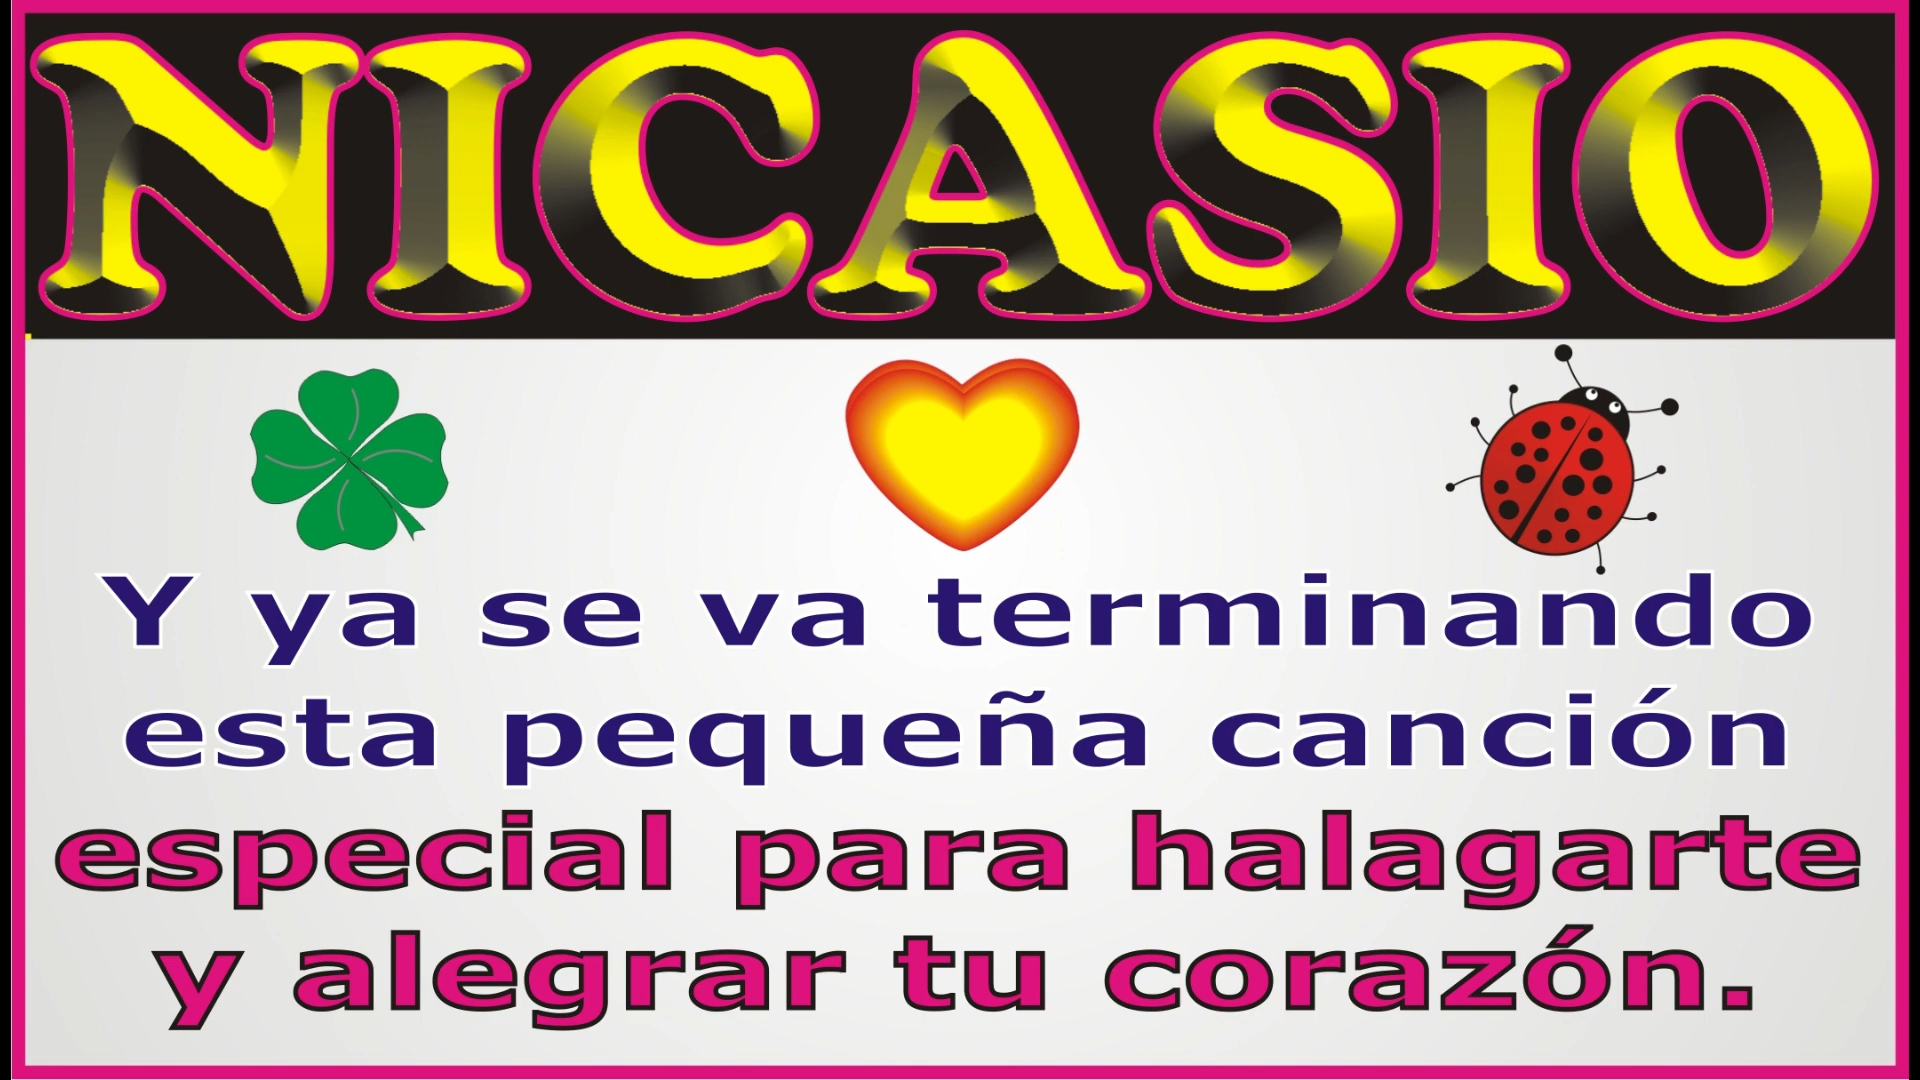 NICASIO
Y ya se va terminando
esta pequeña canción
especial para halagarte
y alegrar tu corazón.